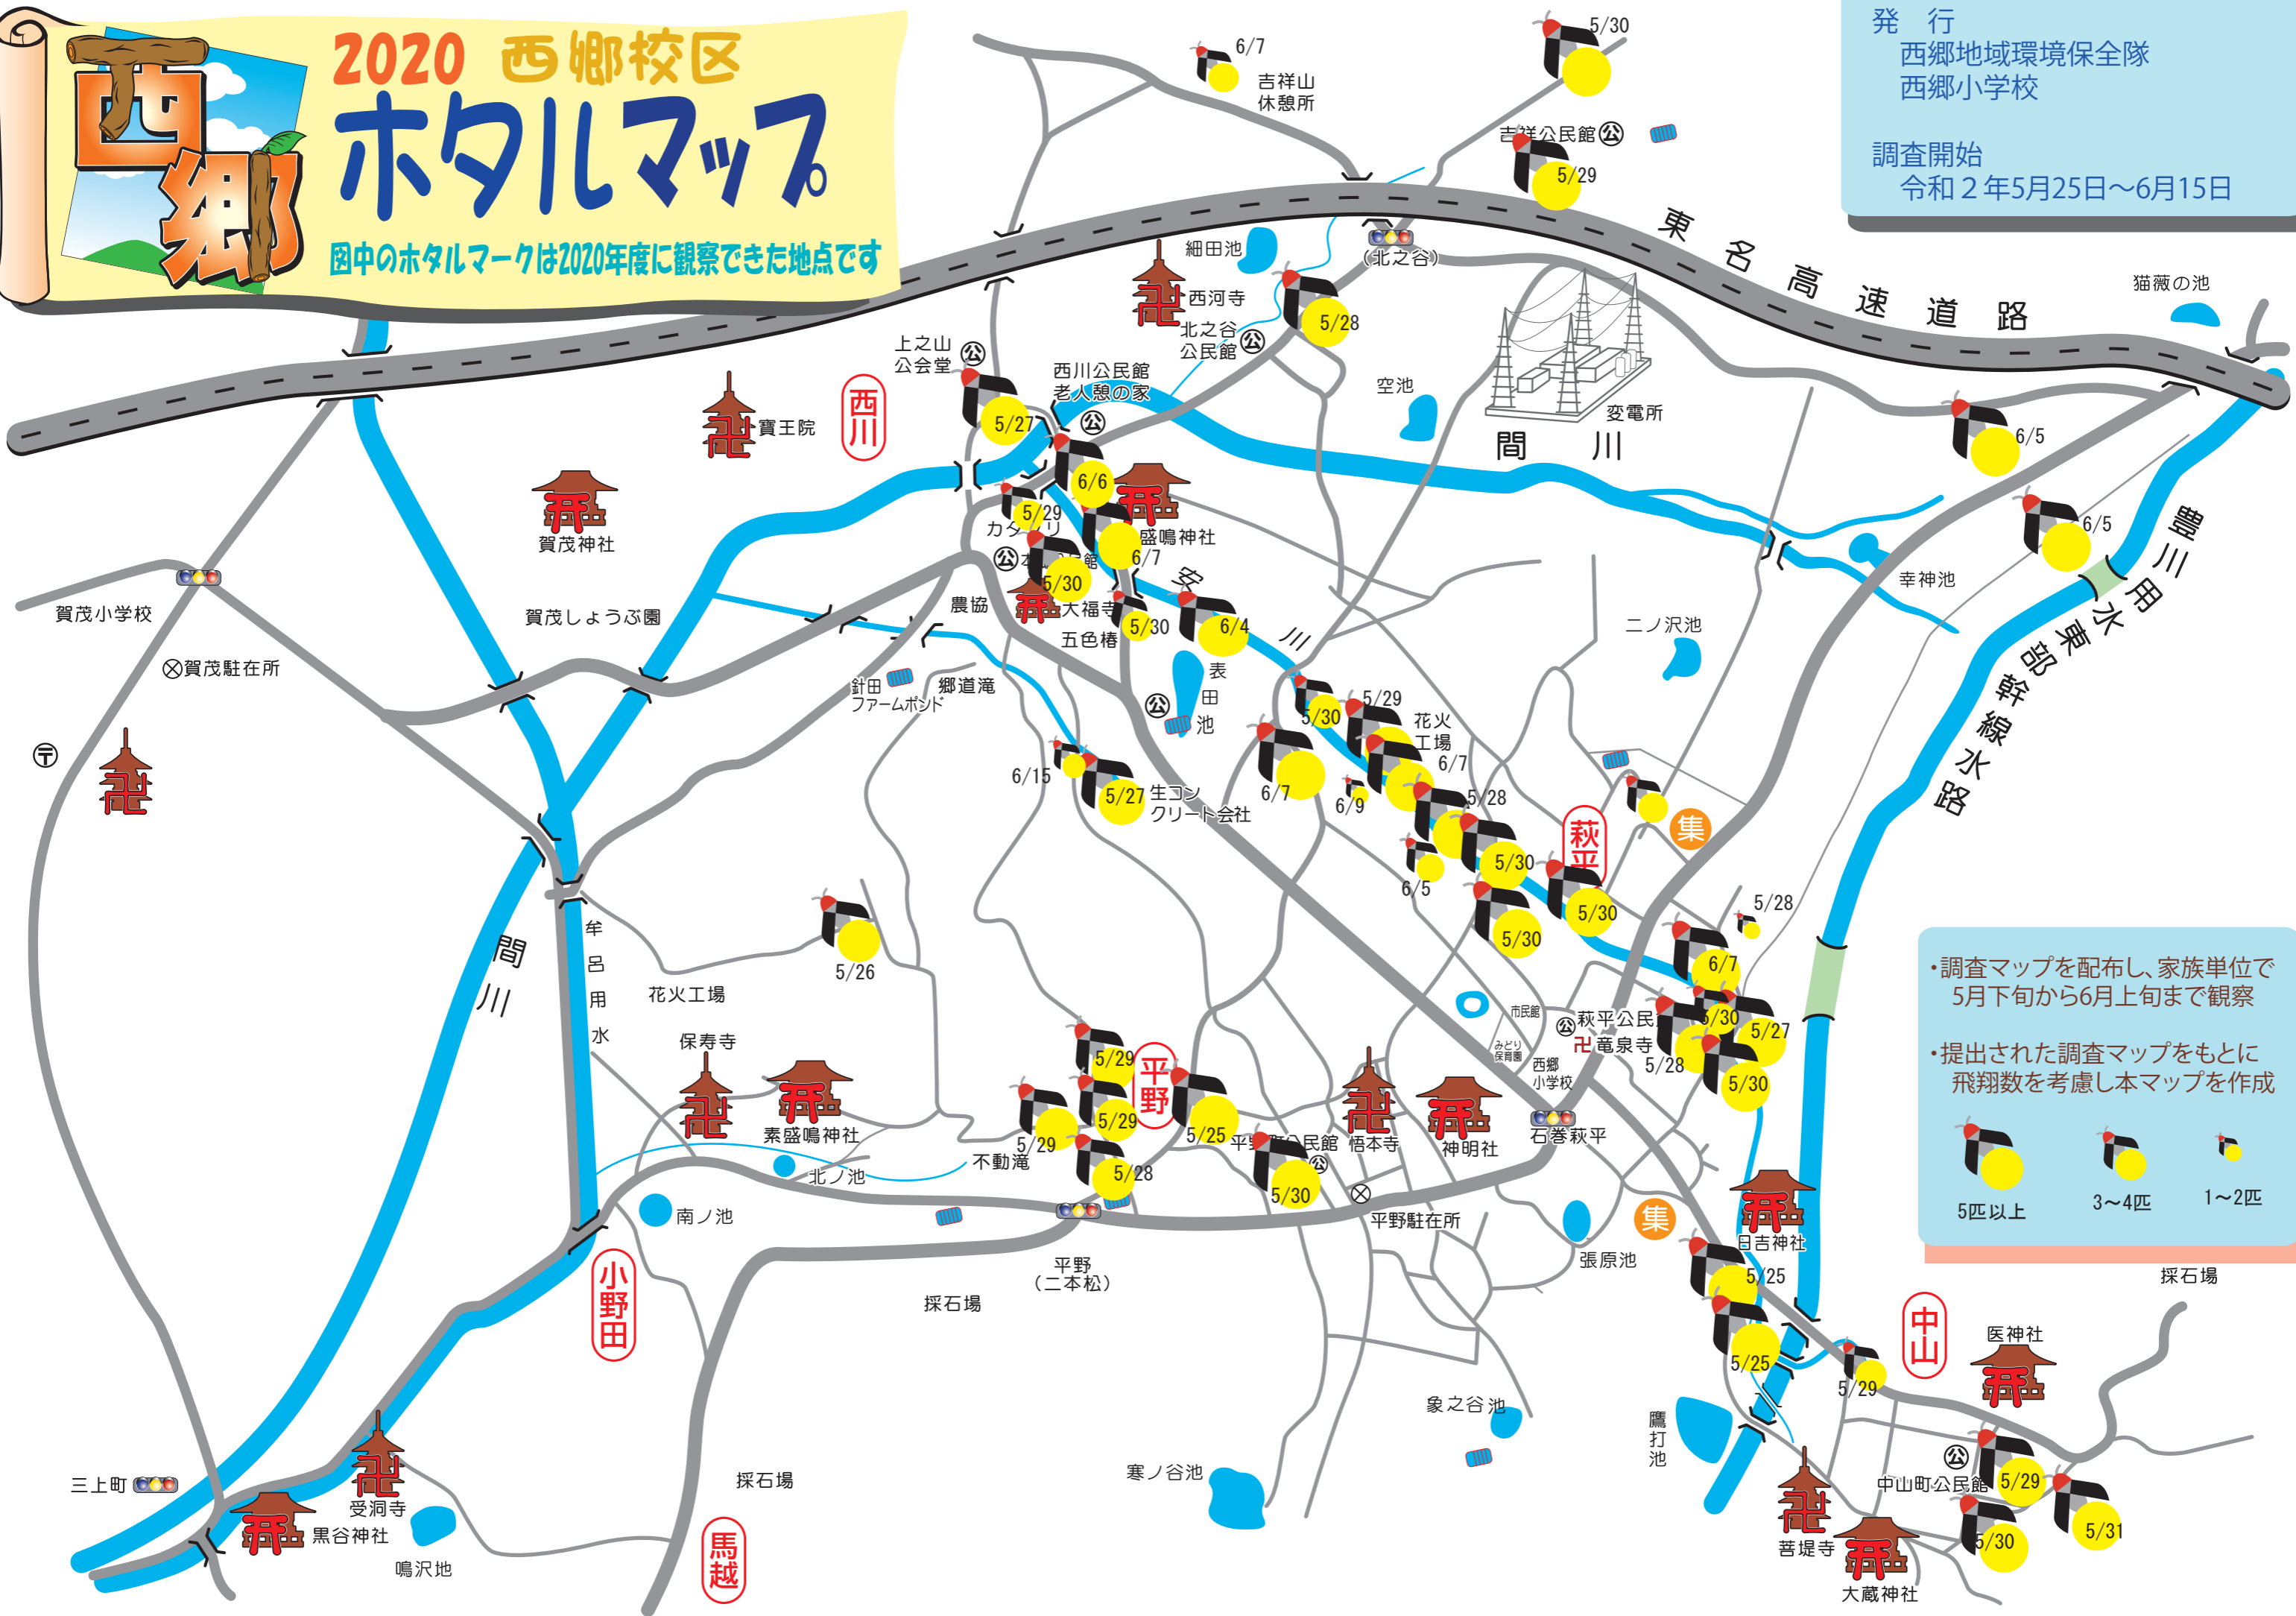 西郷
2020 西郷校区
ホタルマップ
図中のホタルマークは2020年度に観察できた地点です
発 行
西郷地域環境保全隊
西郷小学校
調査開始
令和２年5月25日～6月15日
6/7
吉祥山
休憩所
5/30
吉祥公民館 公
5/29
東名高速道路
猫薇の池
細田池
(北之谷)
西河寺
5/28
北之谷
公民館 公
上之山
公会堂 公
西川公民館
老人憩の家
公
5/27
西川
寶王院
空池
変電所
間川
6/5
6/5
6/6
賀茂神社
5/29
盛鳴神社
6/7
公
5/30
安川
幸神池
豊川用水東部幹線水路
賀茂小学校
賀茂しょうぶ園
農協
大福寺
五色椿
5/30
6/4
二ノ沢池
賀茂駐在所
針田
ファームポンド
郷道滝
表田池
公
5/30
5/29
花火
工場
6/7
〒
6/15
5/27
生コン
クリート会社
6/7
6/9
5/28
集
萩平
5/30
6/5
5/30
5/30
5/28
5/26
間川
牟呂用水
花火工場
6/7
・調査マップを配布し、家族単位で
5月下旬から6月上旬まで観察
・提出された調査マップをもとに
飛翔数を考慮し本マップを作成
5匹以上
3～4匹
1～2匹
市民館
公 萩平公民
卍 竜泉寺
みどり
保育園
西郷
小学校
5/30
5/27
5/28
5/30
保寿寺
素盛鳴神社
5/29
平野
5/29
5/29
5/25
公
悟本寺
神明社
石巻萩平
不動滝
5/28
5/30
北ノ池
南ノ池
平野駐在所
張原池
集
日吉神社
小野田
平野
（二本松）
採石場
5/25
5/25
中山
採石場
医神社
5/29
象之谷池
鷹打池
三上町
受洞寺
黒谷神社
鳴沢地
採石場
馬越
寒ノ谷池
公
中山町公民館
5/29
5/30
5/31
菩堤寺
大蔵神社